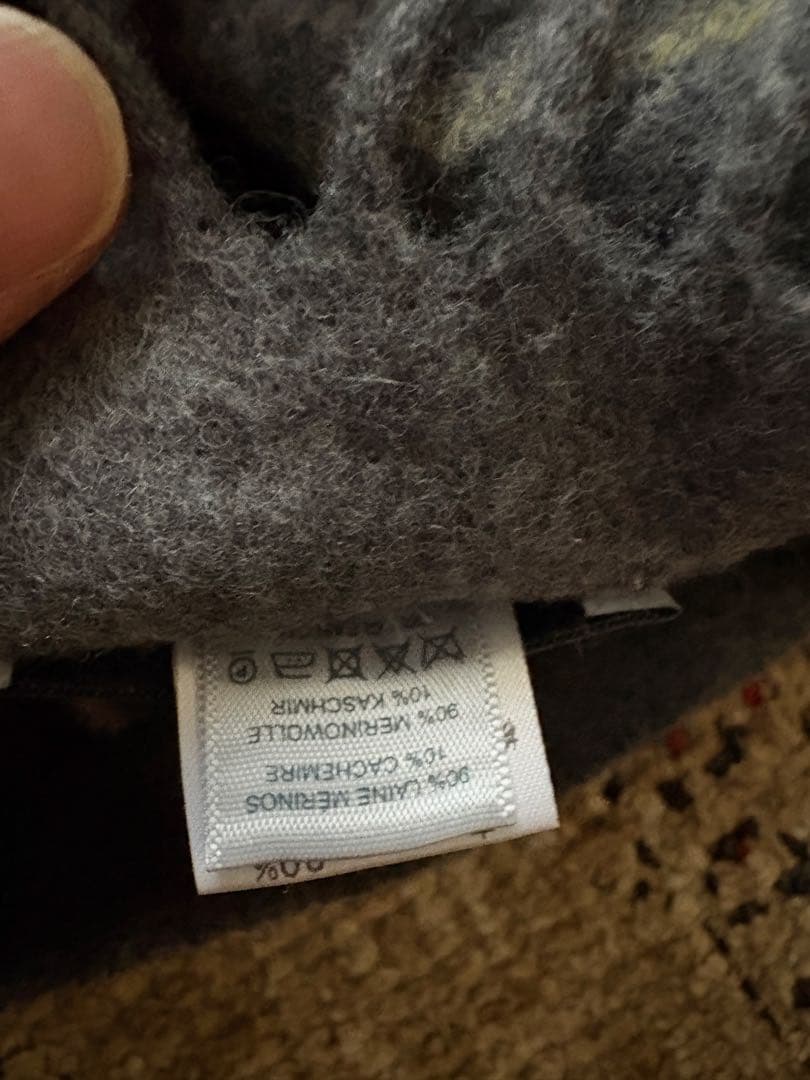 90% LAINE MERINOS
10% CACHEMIRE
90% MERINOWOLLE
10% KASCHMIR
P